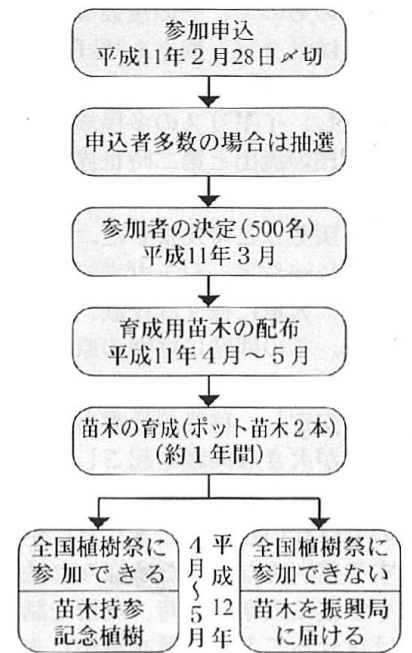 参加申込
平成11年2月28日〆切
申込者多数の場合は抽選
参加者の決定(500名)
平成11年3月
育成用苗木の配布
平成11年4月～5月
苗木の育成(ポット苗木2本)
(約1年間)
全国植樹祭に
参加できる
苗木持参
記念植樹
平成12年
4月～5月
全国植樹祭に
参加できない
苗木を振興局
に届ける